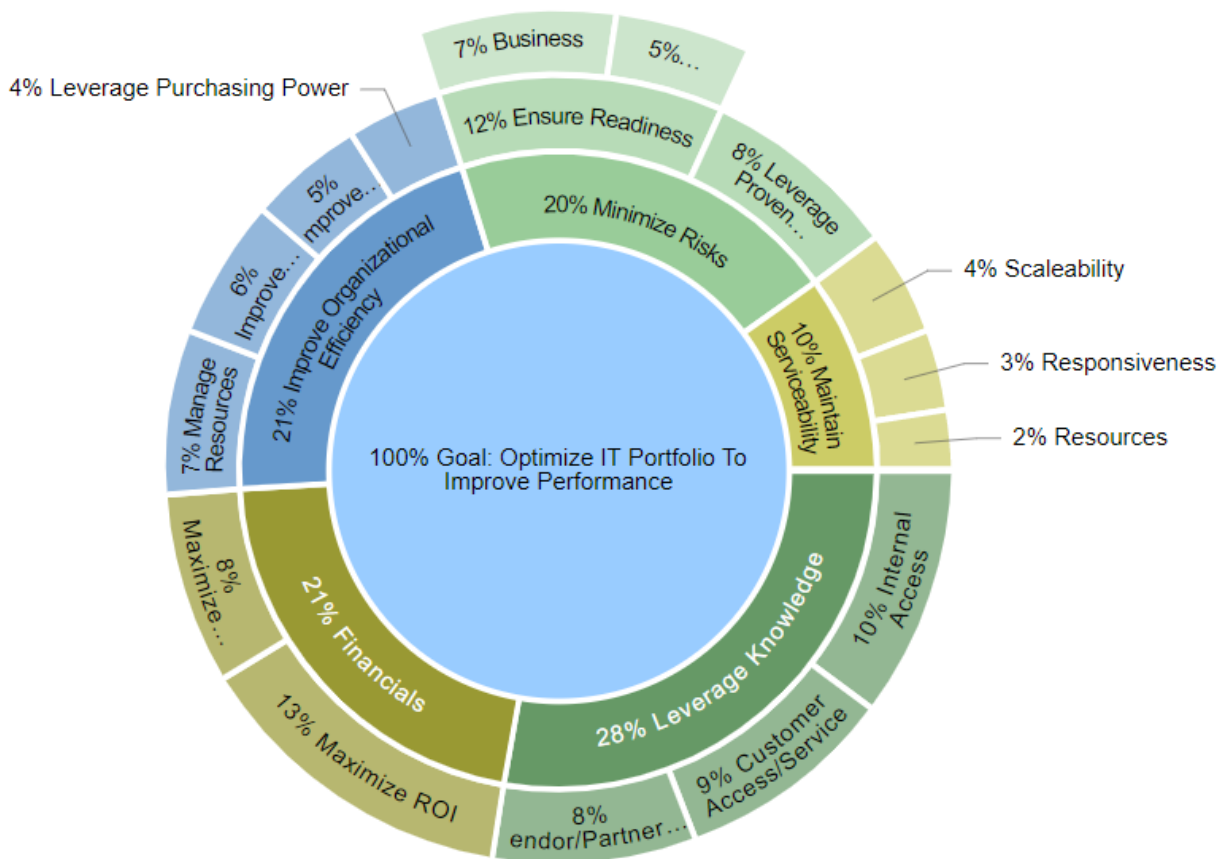 7% Business
5%...
4% Leverage Purchasing Power
12% Ensure Readiness
8% Leverage
Proven...
20% Minimize Risks
5%
mprove...
6%
Improve...
21% Improve Organizational
Efficiency
4% Scaleability
10% Maintain
Serviceability
3% Responsiveness
7% Manage
Resources
2% Resources
100% Goal: Optimize IT Portfolio To
Improve Performance
8%
Maximize...
10% Internal
Access
21% Financials
28% Leverage Knowledge
13% Maximize ROI
9% Customer
Access/Service
8%
endor/Partner...